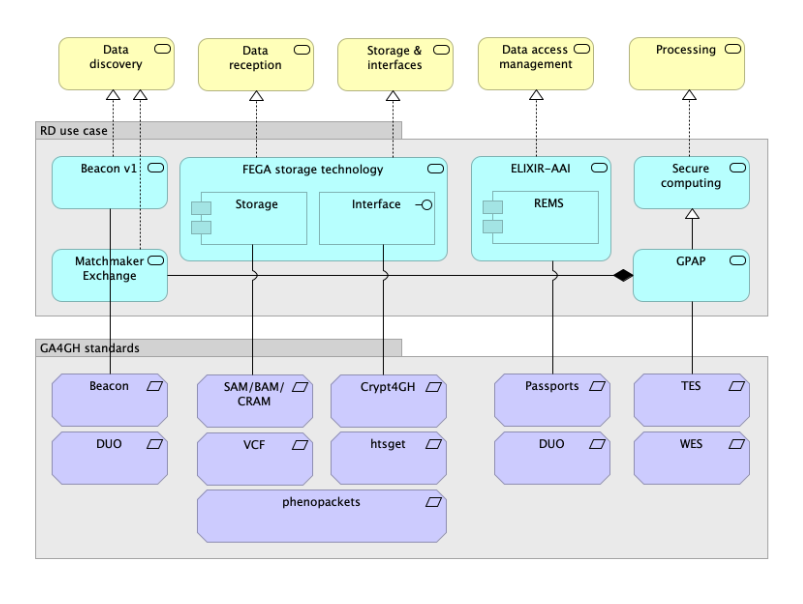 Data
discovery
Data
reception
Storage &
interfaces
Data access
management
Processing
RD use case
Beacon v1
FEGA storage technology
ELIXIR-AAI
Secure
computing
Storage
Interface
REMS
Matchmaker
Exchange
GPAP
GA4GH standards
Beacon
SAM/BAM/
CRAM
Crypt4GH
Passports
TES
DUO
VCF
htsget
DUO
WES
phenopackets